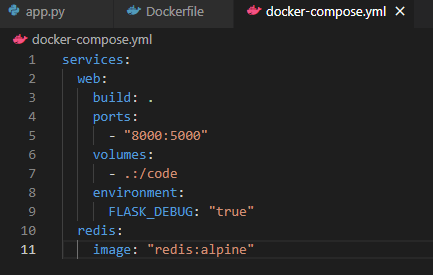 app.py Dockerfile docker-compose.yml ×
docker-compose.yml
1 services:
2   web:
3     build: .
4     ports:
5       - "8000:5000"
6     volumes:
7       - .:/code
8     environment:
9       FLASK_DEBUG: "true"
10   redis:
11     image: "redis:alpine"